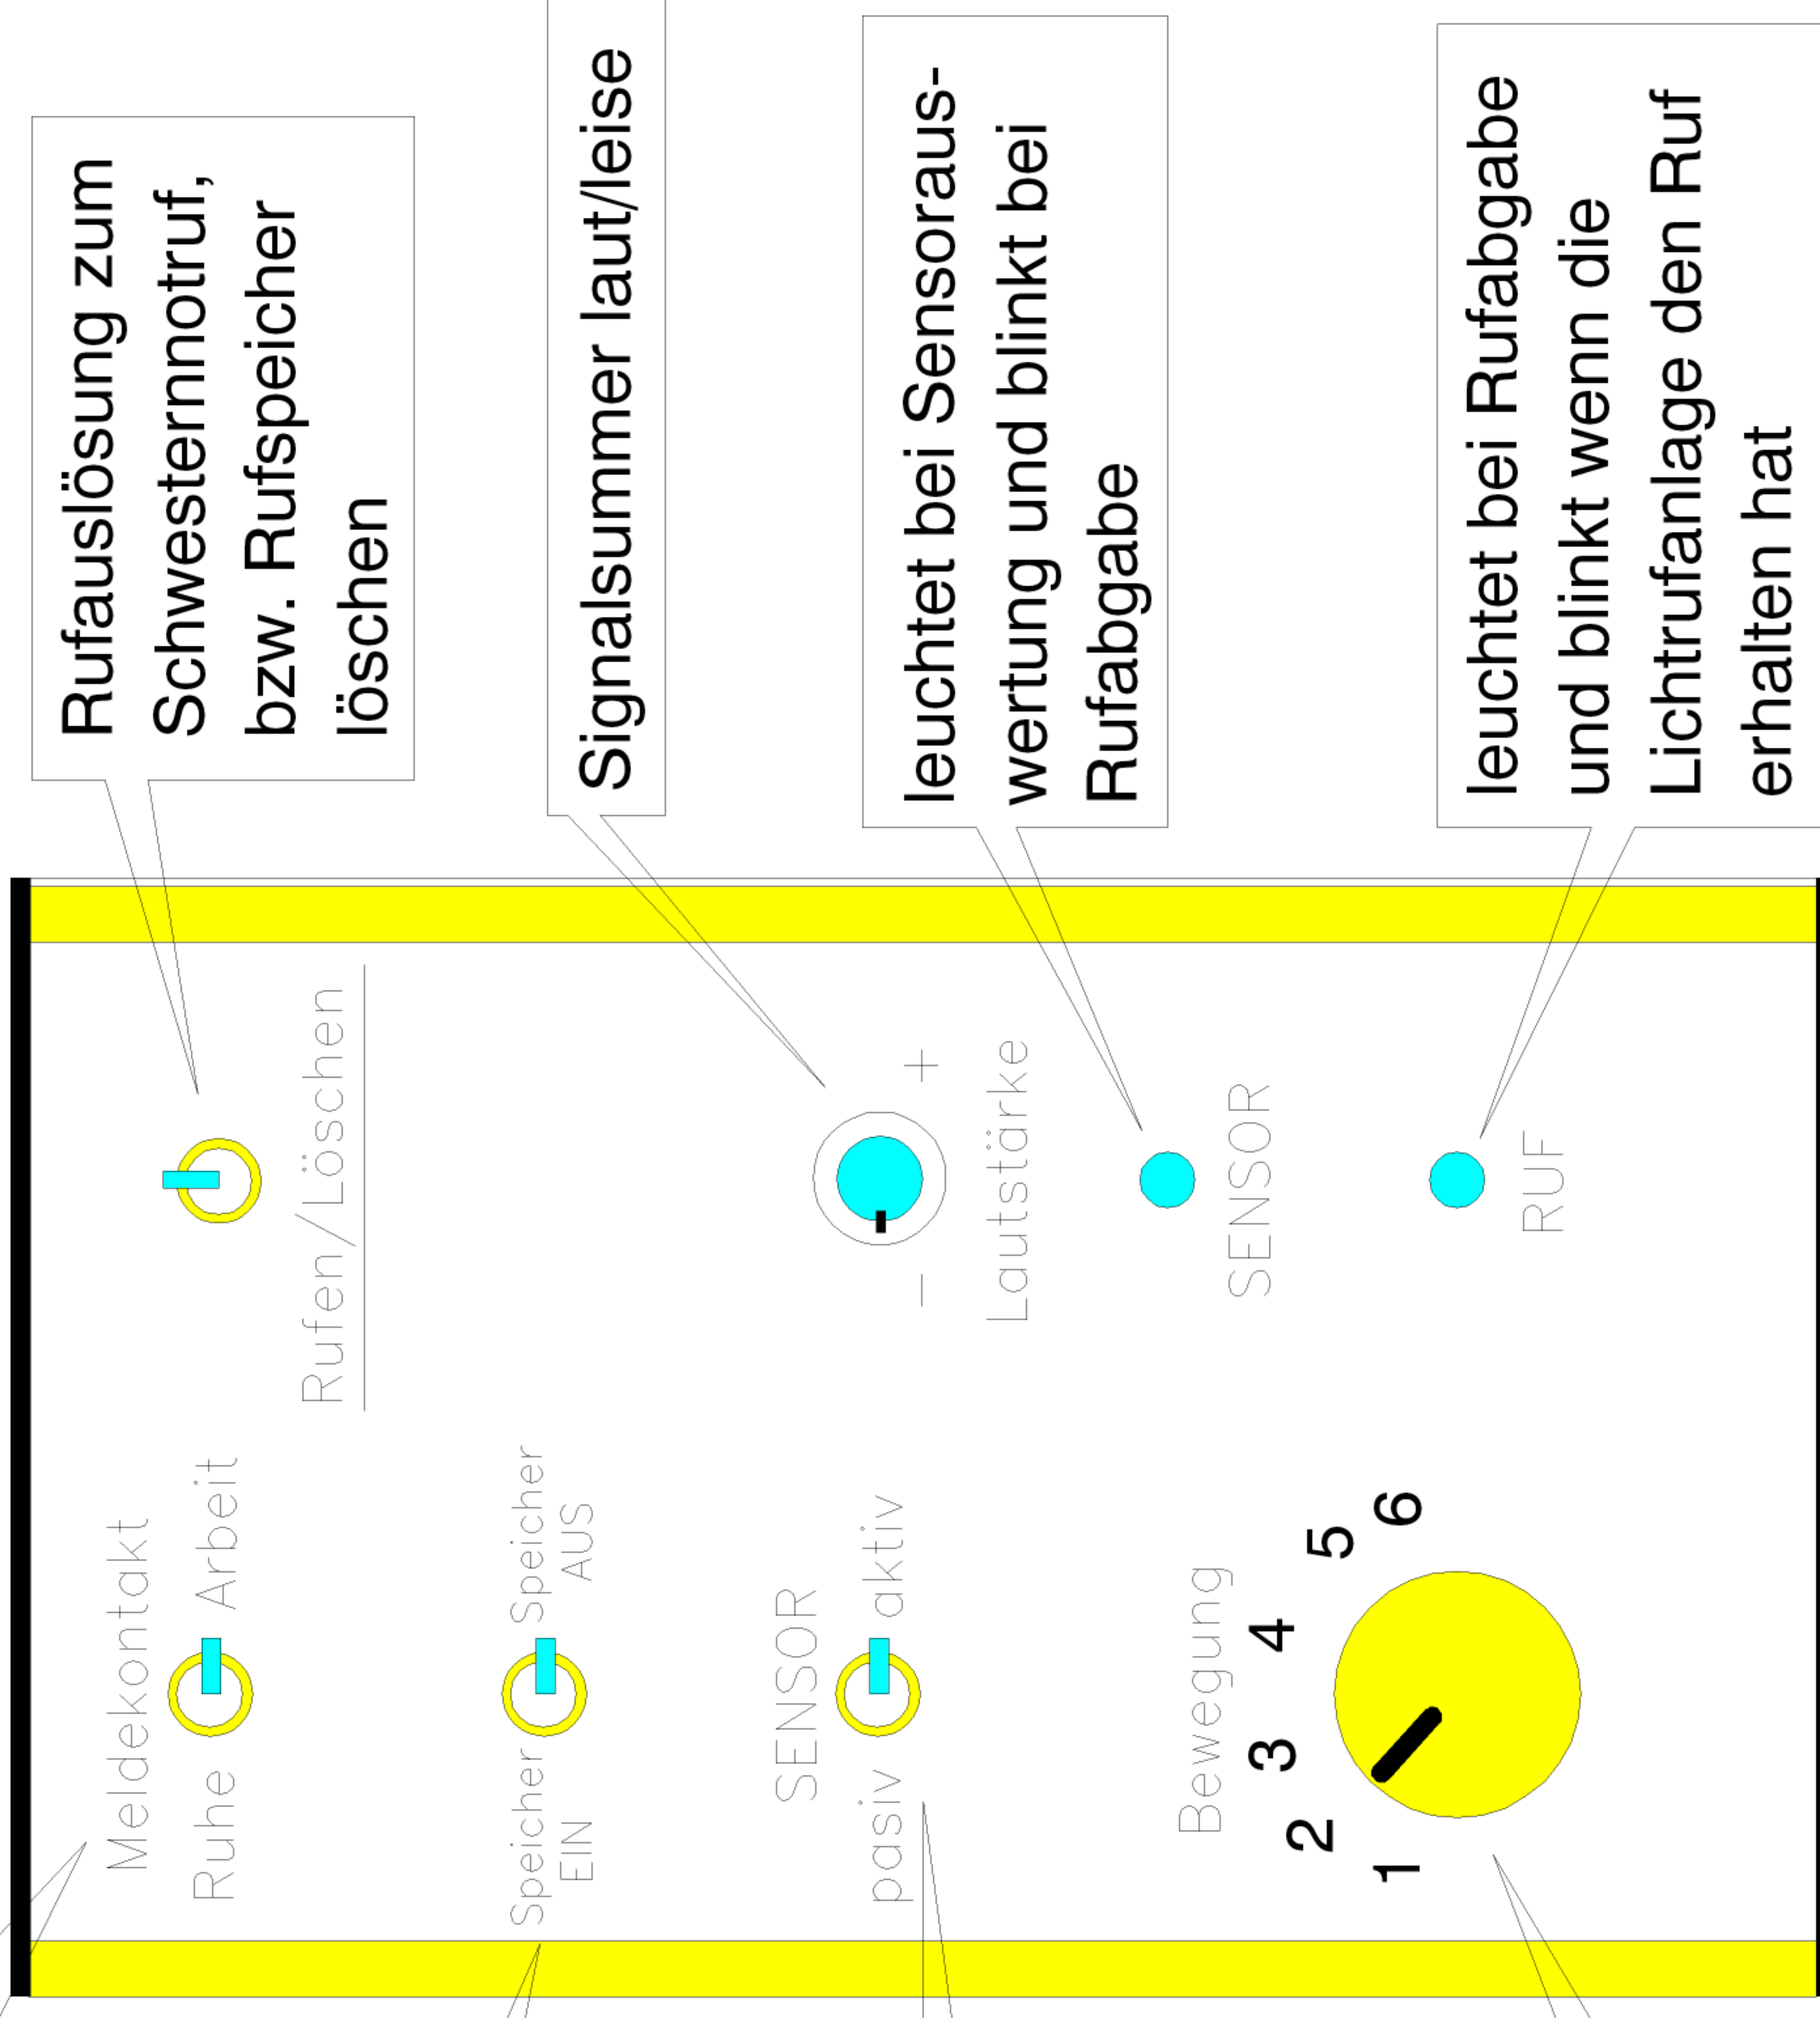 Rufauslösung zum
Schwesternnotruf,
bzw. Rufspeicher
löschen
Signalsummer laut/leise
leuchtet bei Sensoraus-
wertung und blinkt bei
Rufabgabe
leuchtet bei Rufabgabe
und blinkt wenn die
Lichtrufanlage den Ruf
erhalten hat
Meldekontakt
Ruhe Arbeit
Rufen/Löschen
Speicher Speicher
EIN AUS
SENSOR
pasiv aktiv
- +
Lautstärke
SENSOR
RUF
Bewegung
1 2 3 4 5 6